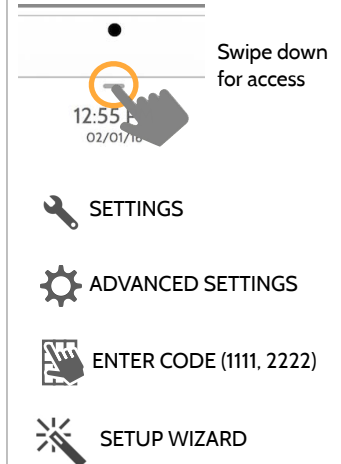 Swipe down
for access
12:55 P
02/01/18
SETTINGS
ADVANCED SETTINGS
ENTER CODE (1111, 2222)
SETUP WIZARD